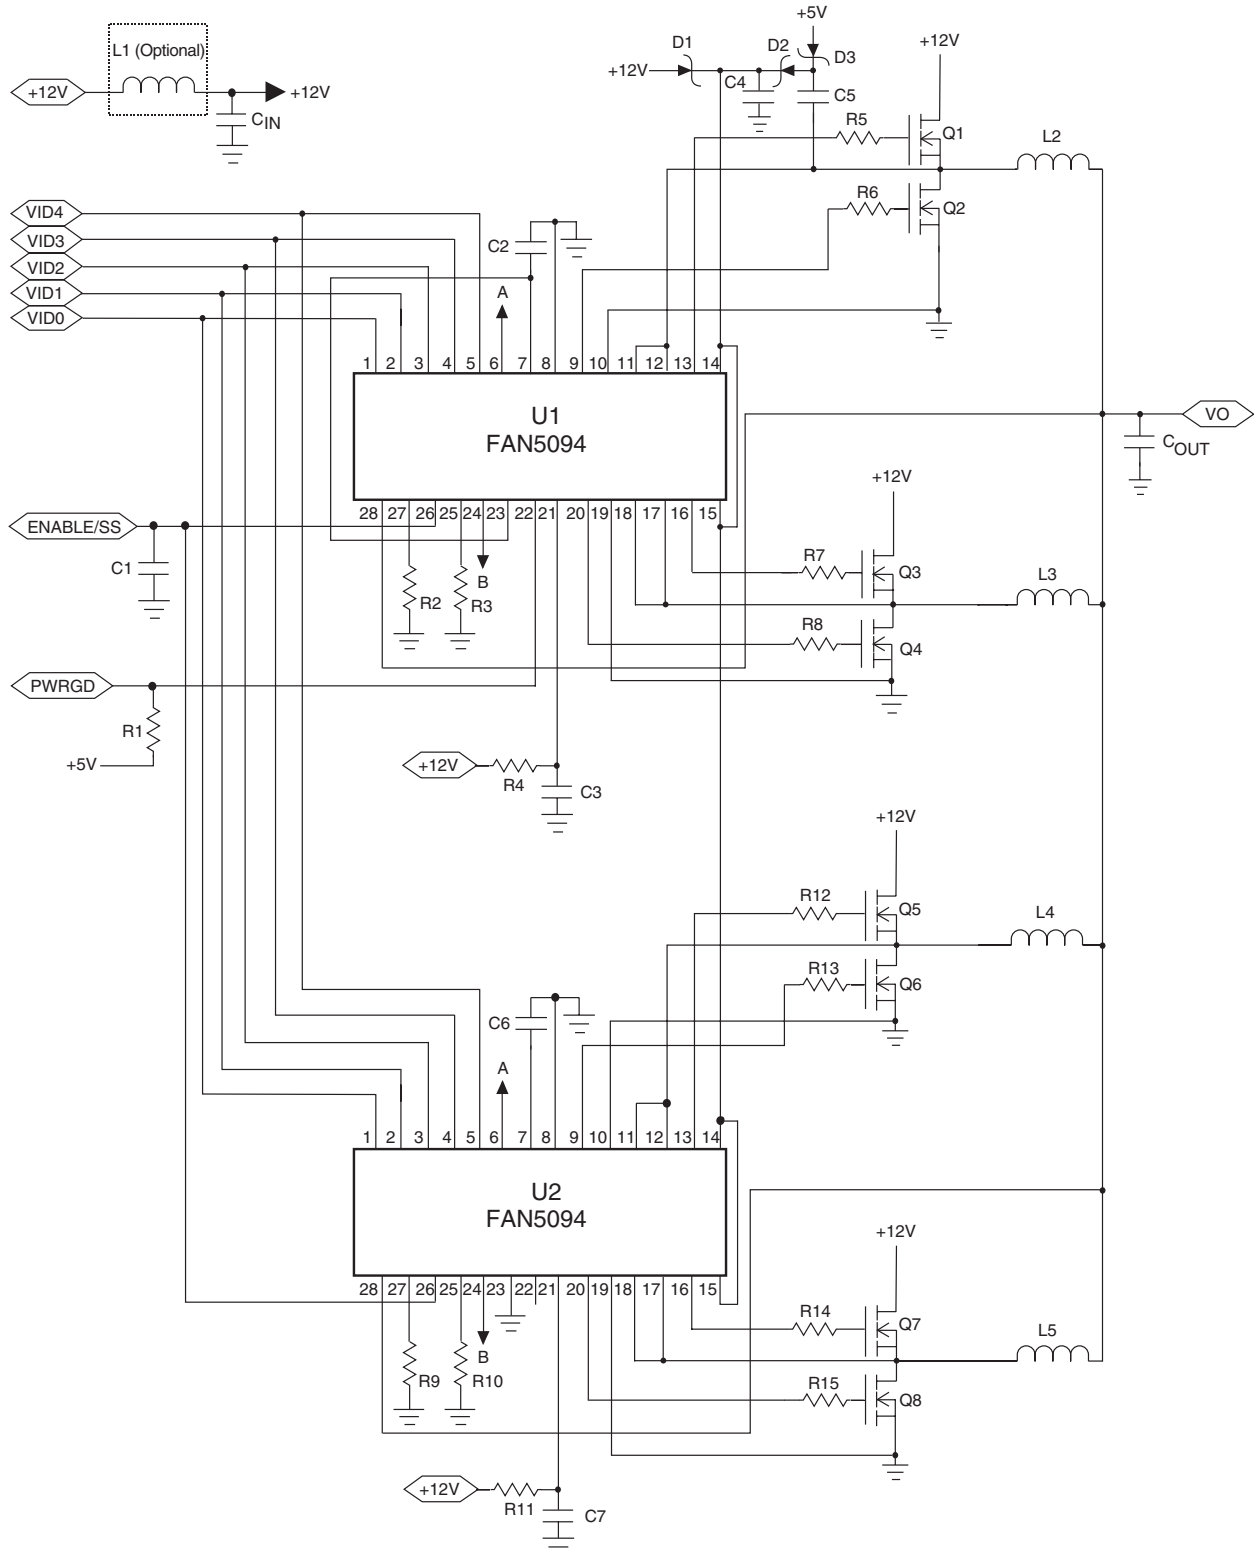 +5V
D1
D2
+12V
L1 (Optional)
D3
+12V
C4
+12V
+12V
C5
CIN
R5
Q1
L2
R6
Q2
VID4
VID3
VID2
VID1
VID0
C2
A
1 2 3 4 5 6 7 8 9 10 11 12 13 14
U1
FAN5094
VO
COUT
+12V
28 27 26 25 24 23 22 21 20 19 18 17 16 15
ENABLE/SS
C1
R7
Q3
L3
B
R2
R3
R8
Q4
PWRGD
R1
+5V
+12V
R4
C3
+12V
R12
Q5
L4
R13
Q6
C6
A
1 2 3 4 5 6 7 8 9 10 11 12 13 14
U2
FAN5094
+12V
28 27 26 25 24 23 22 21 20 19 18 17 16 15
R14
Q7
L5
B
R9
R10
R15
Q8
+12V
R11
C7